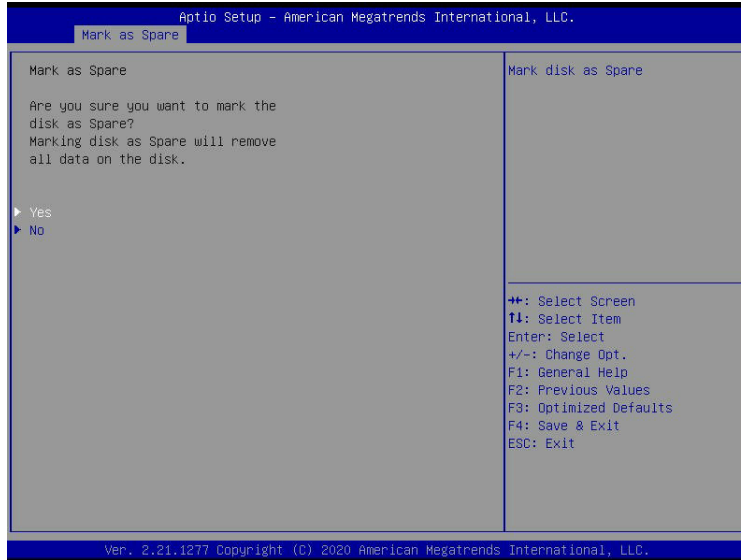 Aptio Setup – American Megatrends International, LLC.
Mark as Spare
Mark as Spare
Are you sure you want to mark the
disk as Spare?
Marking disk as Spare will remove
all data on the disk.
▶ Yes
▶ No
Mark disk as Spare
→←: Select Screen
↑↓: Select Item
Enter: Select
+/-: Change Opt.
F1: General Help
F2: Previous Values
F3: Optimized Defaults
F4: Save & Exit
ESC: Exit
Ver. 2.21.1277 Copyright (C) 2020 American Megatrends International, LLC.